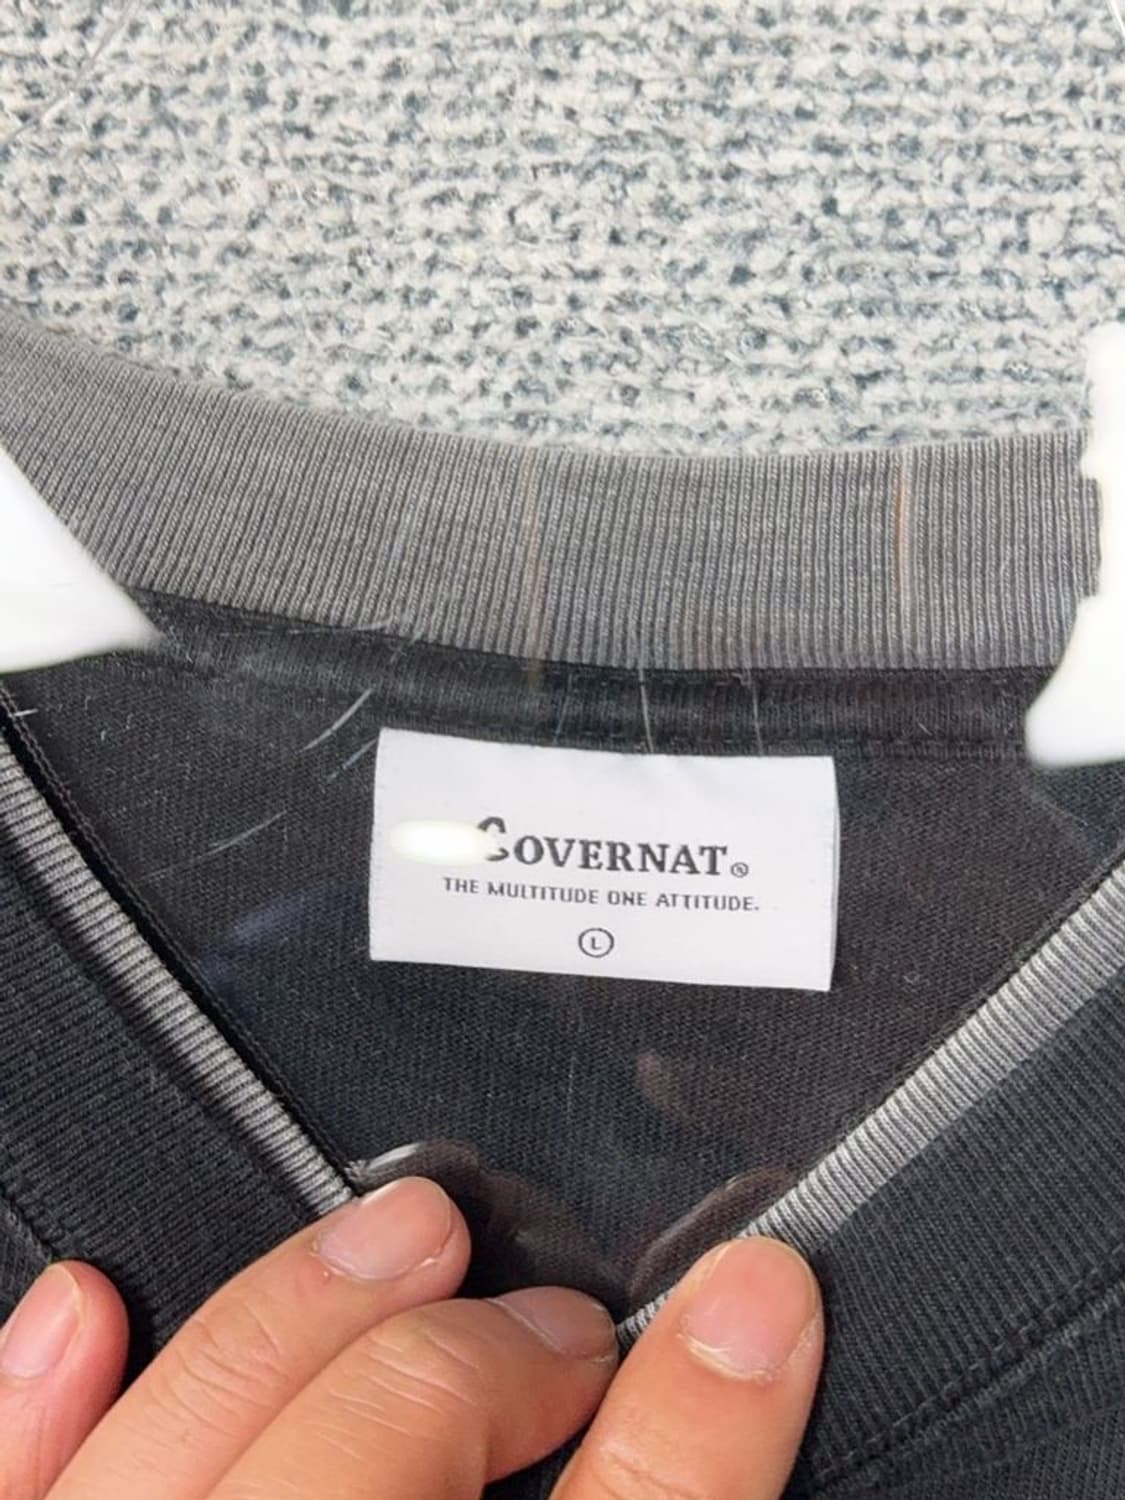 COVERNAT®
THE MULTITUDE ONE ATTITUDE.
L